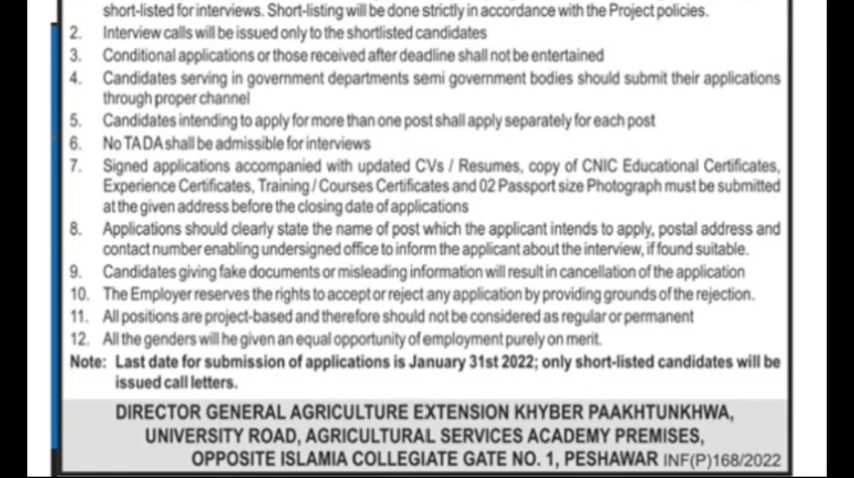 short-listed for interviews. Short-listing will be done strictly in accordance with the Project policies.
2. Interview calls will be issued only to the shortlisted candidates
3. Conditional applications or those received after deadline shall not be entertained
4. Candidates serving in government departments semi government bodies should submit their applications
through proper channel
5. Candidates intending to apply for more than one post shall apply separately for each post
6. No TADA shall be admissible for interviews
7. Signed applications accompanied with updated CVs / Resumes, copy of CNIC Educational Certificates,
Experience Certificates, Training / Courses Certificates and 02 Passport size Photograph must be submitted
at the given address before the closing date of applications
8. Applications should clearly state the name of post which the applicant intends to apply, postal address and
contact number enabling undersigned office to inform the applicant about the interview, if found suitable.
9. Candidates giving fake documents or misleading information will result in cancellation of the application
10. The Employer reserves the rights to accept or reject any application by providing grounds of the rejection.
11. All positions are project-based and therefore should not be considered as regular or permanent
12. All the genders will he given an equal opportunity of employment purely on merit.
Note: Last date for submission of applications is January 31st 2022; only short-listed candidates will be
issued call letters.
DIRECTOR GENERAL AGRICULTURE EXTENSION KHYBER PAAKHTUNKHWA,
UNIVERSITY ROAD, AGRICULTURAL SERVICES ACADEMY PREMISES,
OPPOSITE ISLAMIA COLLEGIATE GATE NO. 1, PESHAWAR INF(P)168/2022